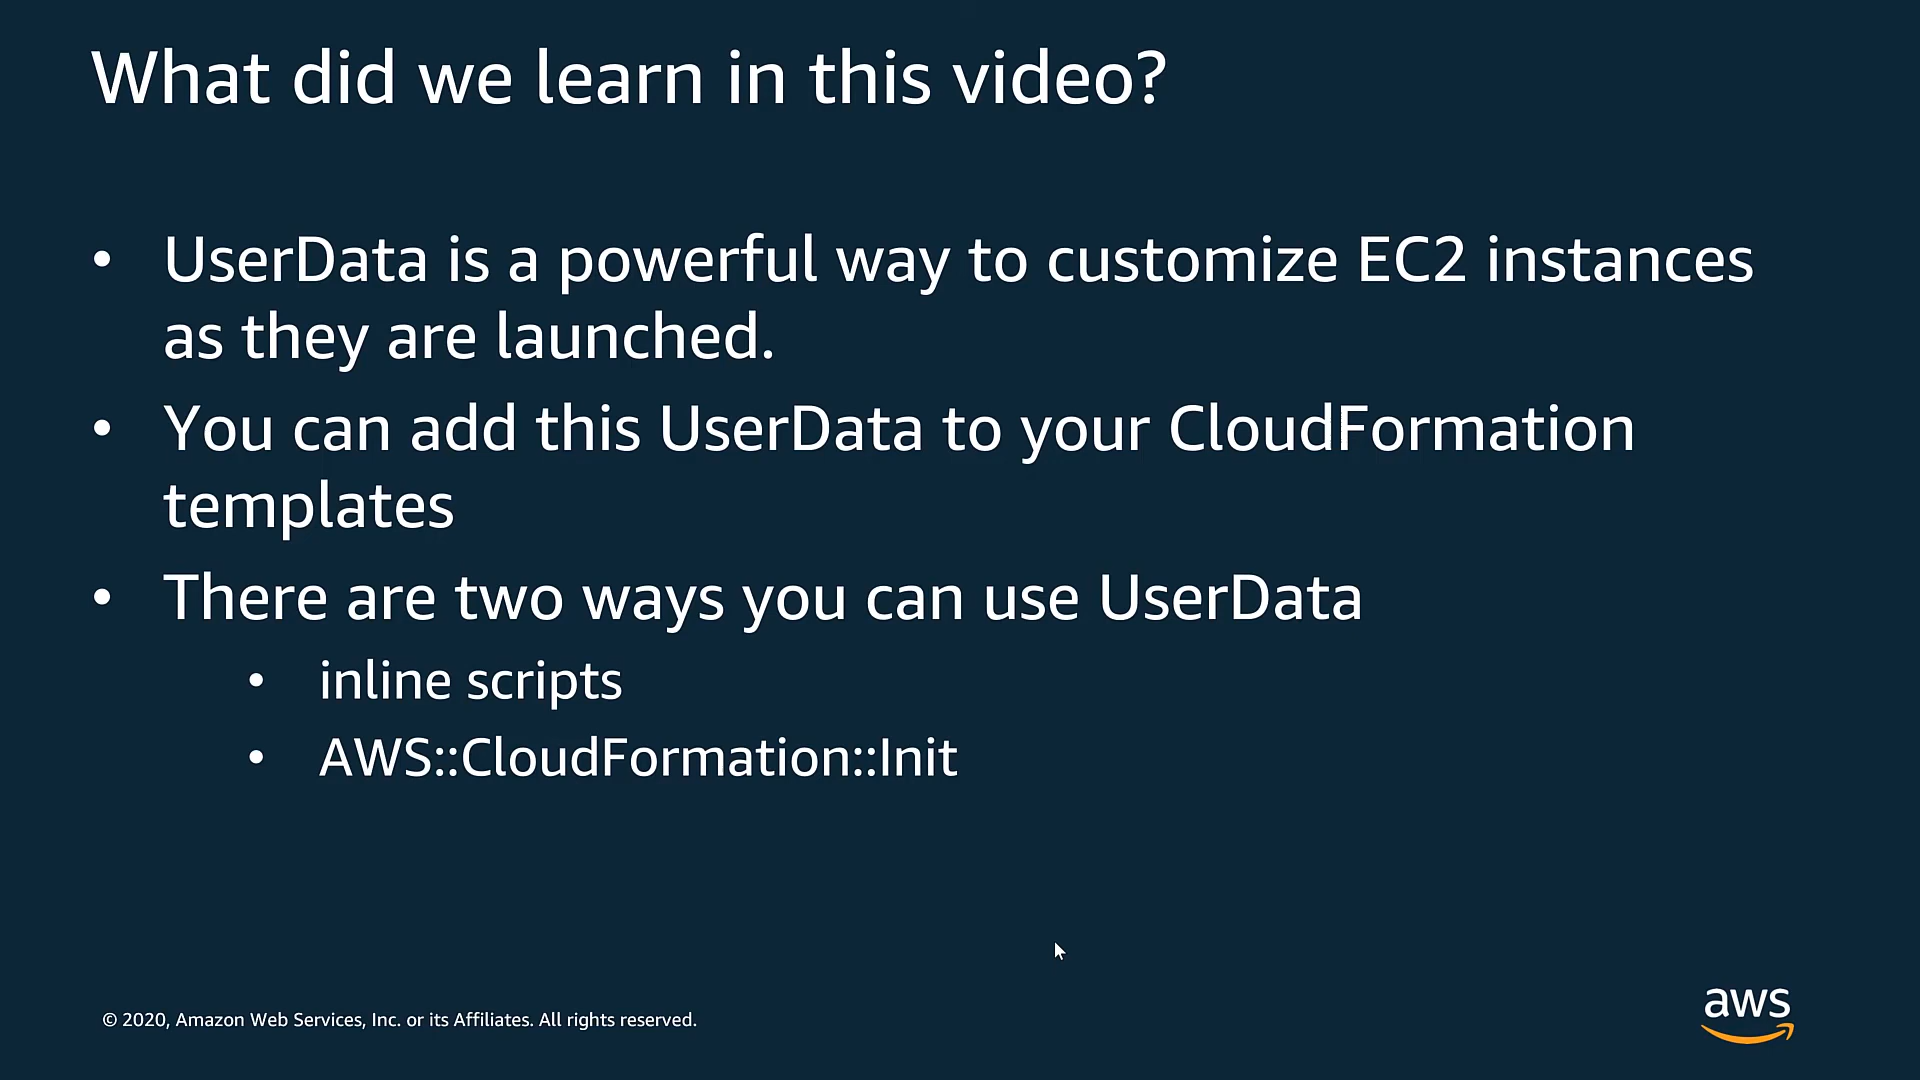 What did we learn in this video?
• UserData is a powerful way to customize EC2 instances
as they are launched.
• You can add this UserData to your CloudFormation
templates
• There are two ways you can use UserData
• inline scripts
• AWS::CloudFormation::Init
© 2020, Amazon Web Services, Inc. or its Affiliates. All rights reserved.
aws